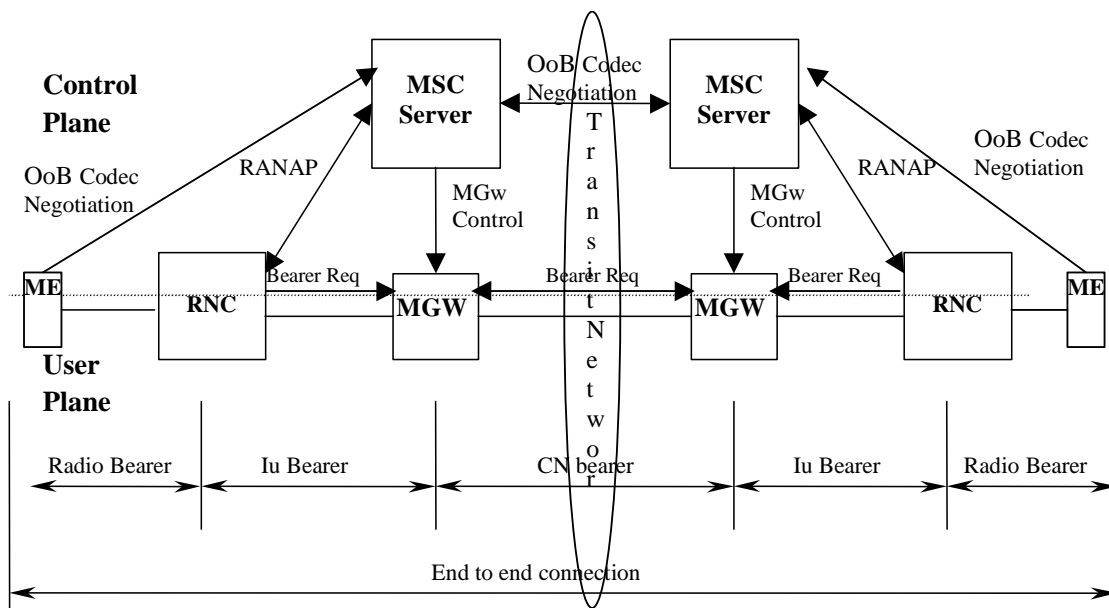 Control
Plane
MSC
Server
OoB Codec
Negotiation
MSC
Server
OoB Codec
Negotiation
RANAP
MGw
Control
Transit Networ
MGw
Control
RANAP
OoB Codec
Negotiation
ME
RNC
Bearer Req
MGW
Bearer Req
MGW
Bearer Req
RNC
ME
User
Plane
Radio Bearer
Iu Bearer
CN bearer
Iu Bearer
Radio Bearer
End to end connection